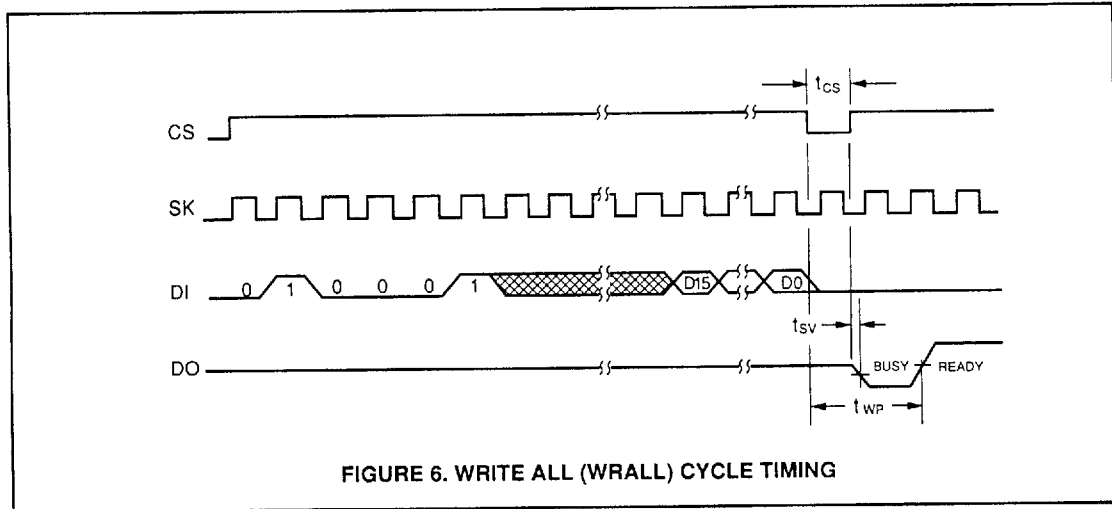 tCS
CS
SK
DI 0 1 0 0 0 1 D15 D0
tSV
DO BUSY READY
tWP
FIGURE 6. WRITE ALL (WRALL) CYCLE TIMING